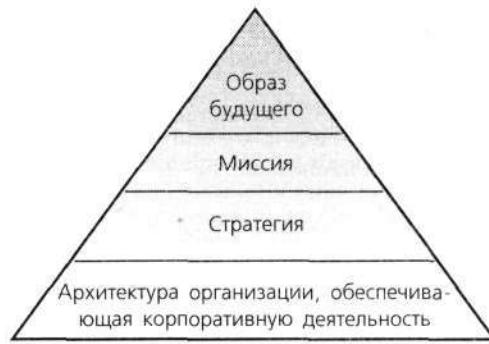 Образ
будущего
Миссия
Стратегия
Архитектура организации, обеспечива-
ющая корпоративную деятельность